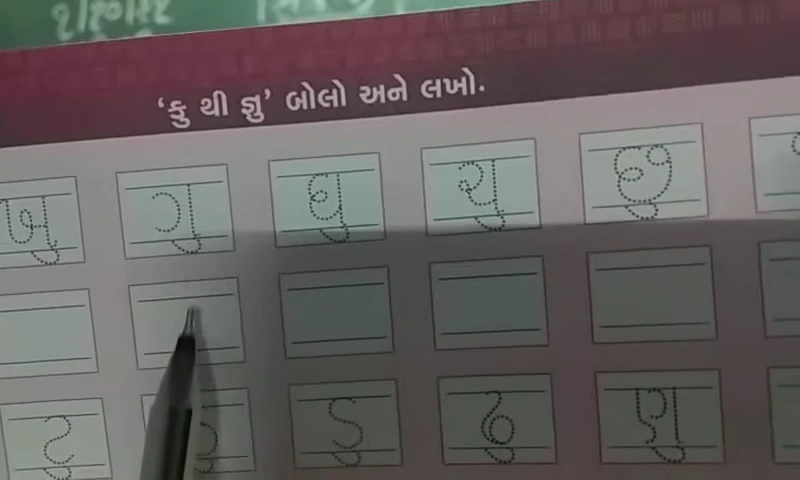 ‘કુ થી જ્ઞુ’ બોલો અને લખો.
ખુ ગુ ઘુ ચુ છુ
ટુ ઠુ ડુ ઢુ ણુ